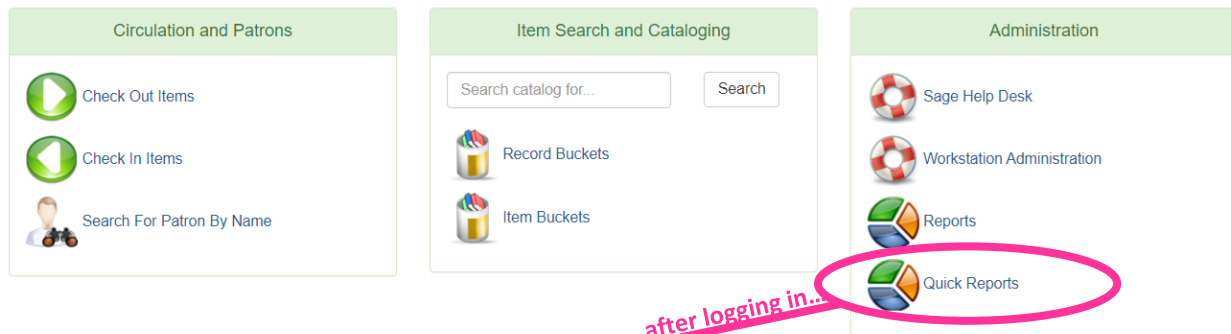 Circulation and Patrons
Check Out Items
Check In Items
Search For Patron By Name
Item Search and Cataloging
Search catalog for...
Search
Record Buckets
Item Buckets
Administration
Sage Help Desk
Workstation Administration
Reports
Quick Reports
after logging in...